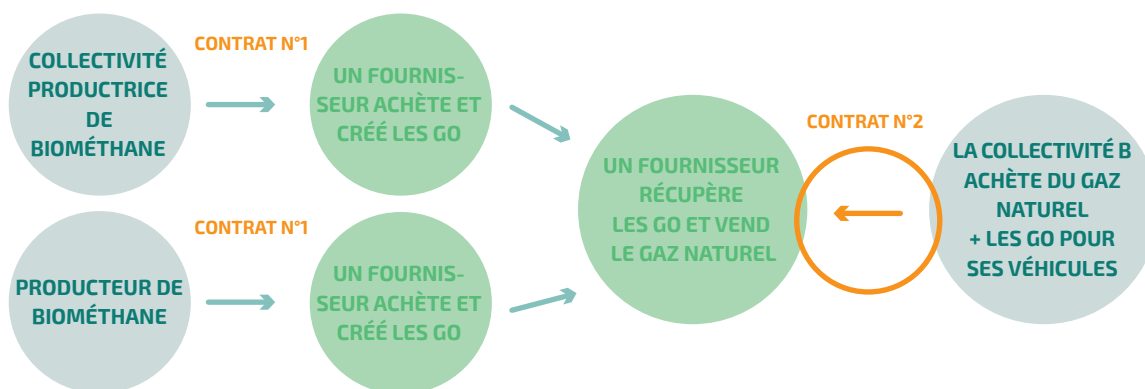 COLLECTIVITÉ
PRODUCTRICE
DE
BIOMÉTHANE
CONTRAT N°1
UN FOURNIS-
SEUR ACHÈTE ET
CRÉÉ LES GO
PRODUCTEUR DE
BIOMÉTHANE
CONTRAT N°1
UN FOURNIS-
SEUR ACHÈTE ET
CRÉÉ LES GO
UN FOURNISSEUR
RÉCUPÈRE
LES GO ET VEND
LE GAZ NATUREL
CONTRAT N°2
LA COLLECTIVITÉ B
ACHÈTE DU GAZ
NATUREL
+ LES GO POUR
SES VÉHICULES